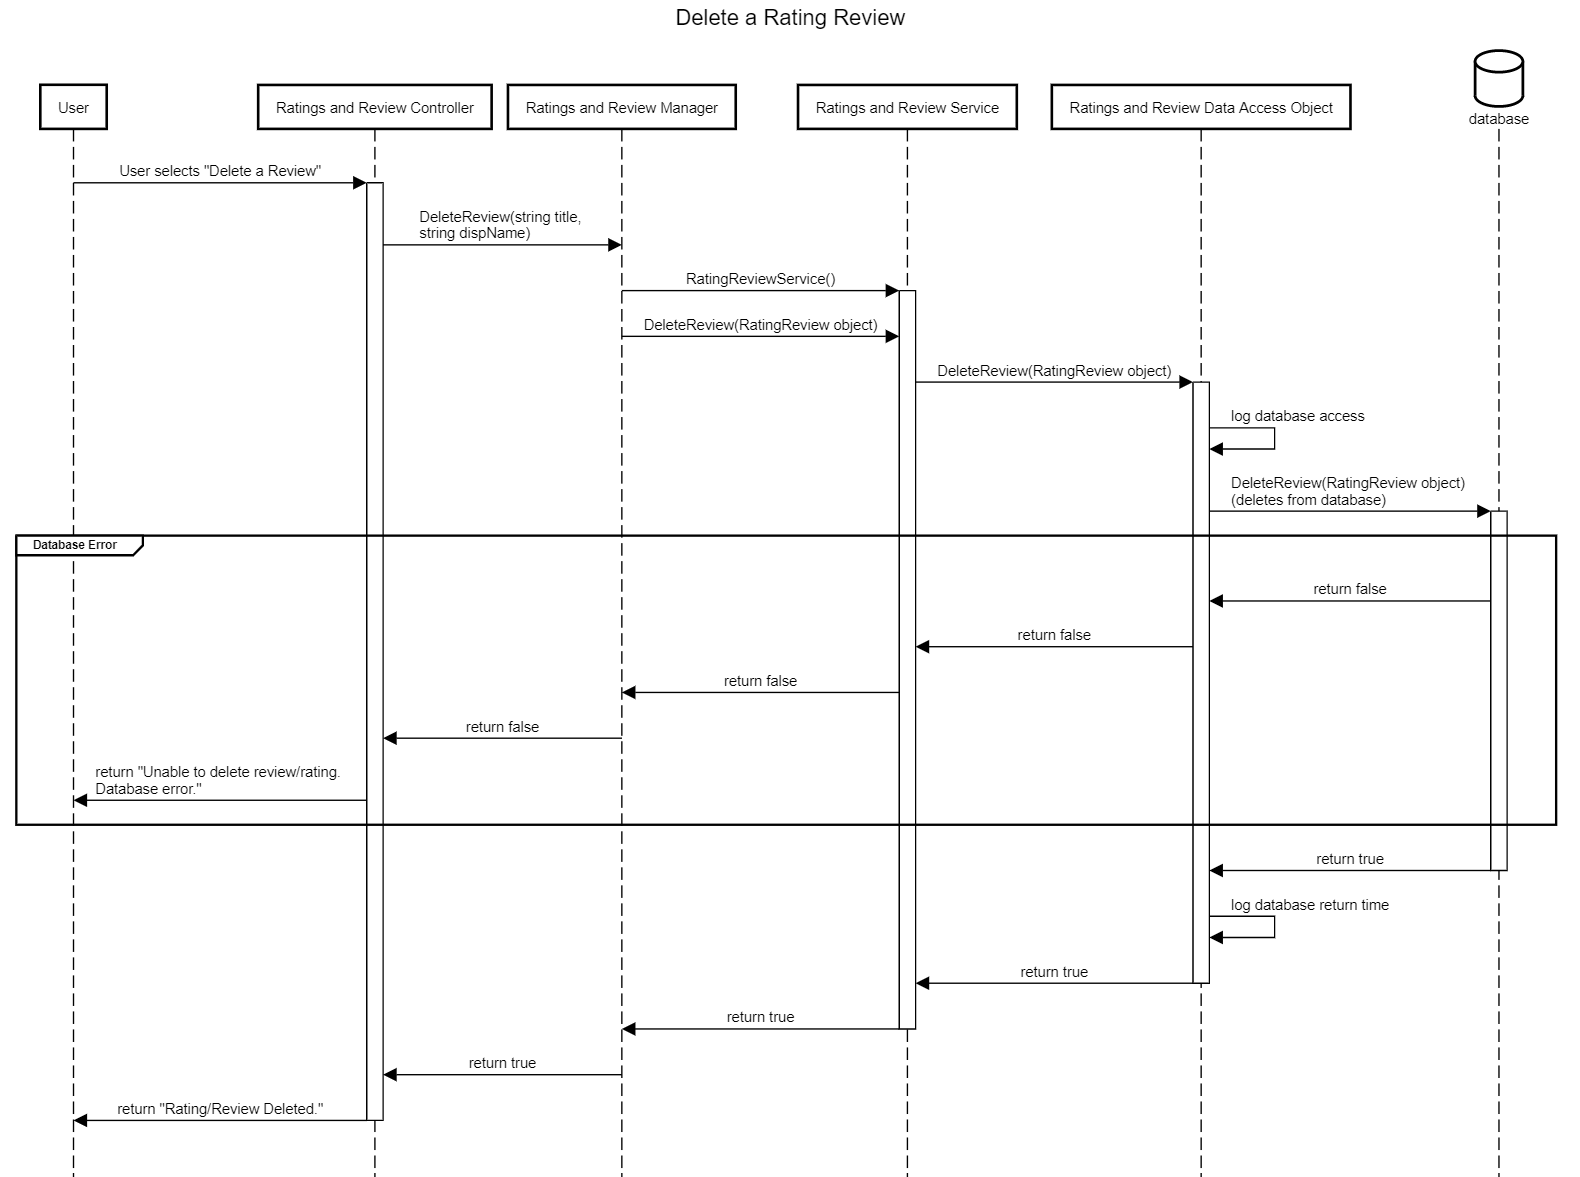 Delete a Rating Review
User
Ratings and Review Controller
Ratings and Review Manager
Ratings and Review Service
Ratings and Review Data Access Object
database
User selects "Delete a Review"
DeleteReview(string title,
string dispName)
RatingReviewService()
DeleteReview(RatingReview object)
DeleteReview(RatingReview object)
log database access
DeleteReview(RatingReview object)
(deletes from database)
Database Error
return false
return false
return false
return false
return "Unable to delete review/rating.
Database error."
return true
log database return time
return true
return true
return true
return "Rating/Review Deleted."